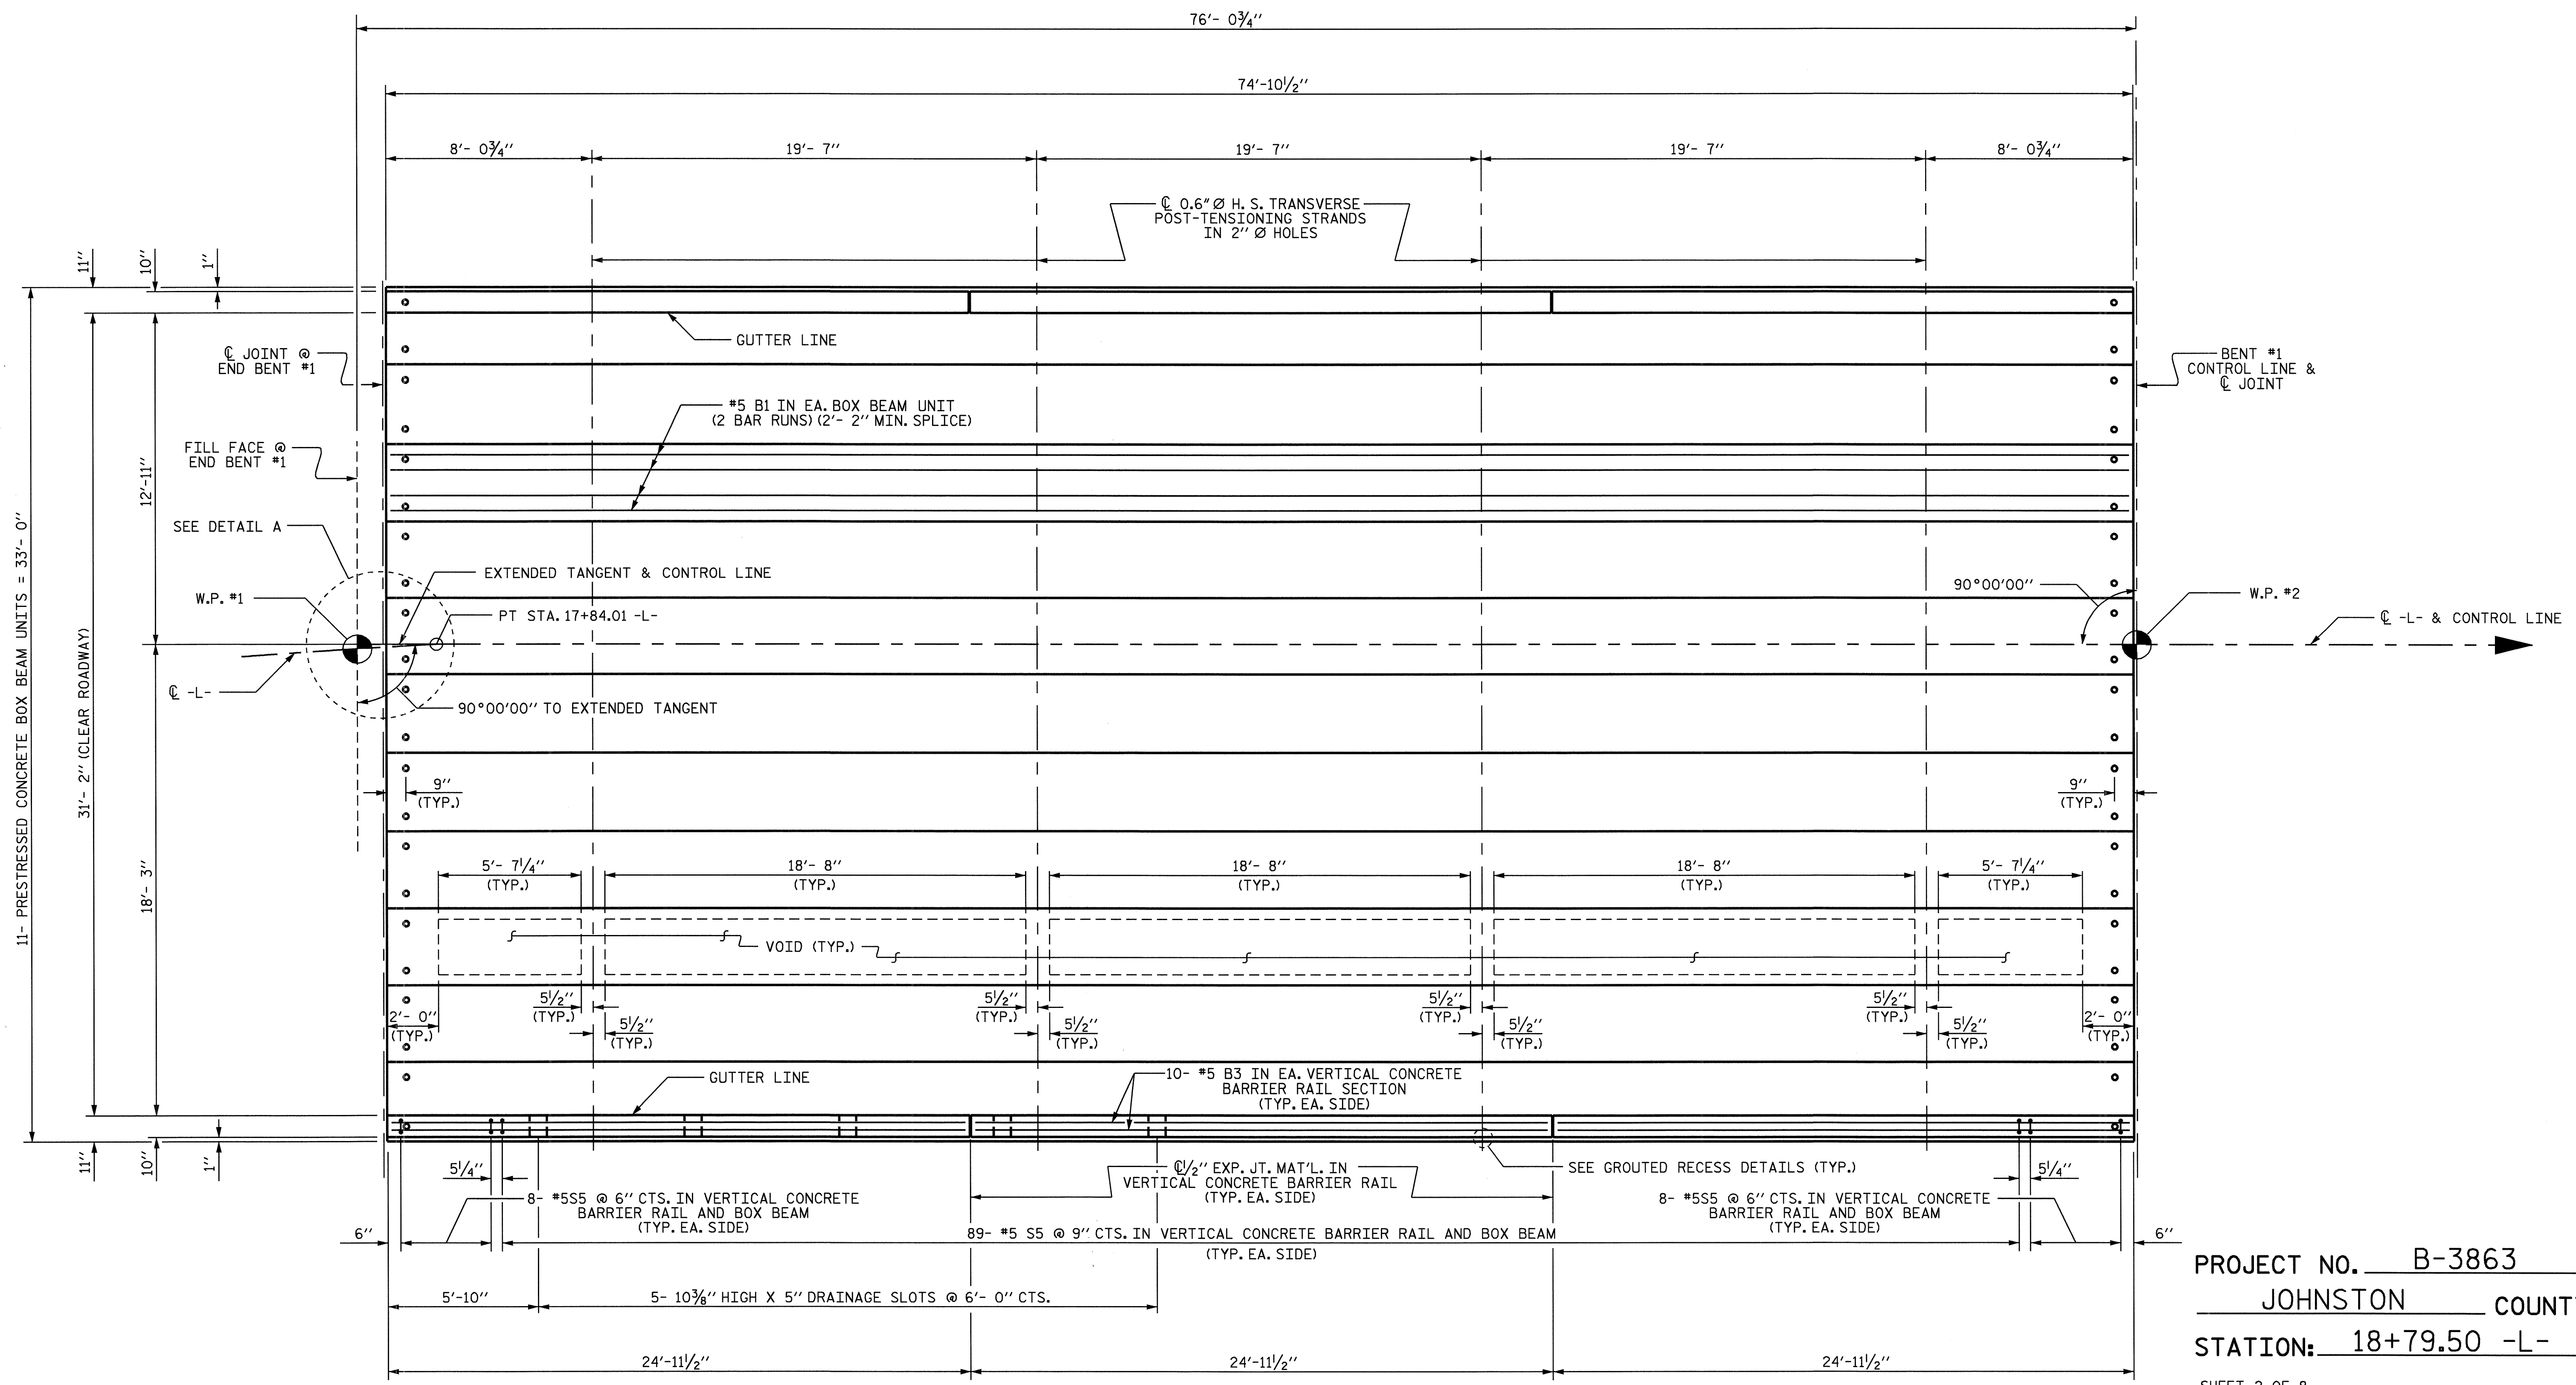 76'- 0¾"
74'-10½"
8'- 0¾"
19'- 7"
19'- 7"
19'- 7"
8'- 0¾"
℄ 0.6" Ø H. S. TRANSVERSE
POST-TENSIONING STRANDS
IN 2" Ø HOLES
11"
10"
1"
GUTTER LINE
℄ JOINT @
END BENT #1
BENT #1
CONTROL LINE &
℄ JOINT
#5 B1 IN EA. BOX BEAM UNIT
(2 BAR RUNS) (2'- 2" MIN. SPLICE)
FILL FACE @
END BENT #1
12'-11"
SEE DETAIL A
11- PRESTRESSED CONCRETE BOX BEAM UNITS = 33'- 0"
31'- 2" (CLEAR ROADWAY)
EXTENDED TANGENT & CONTROL LINE
90°00'00"
W.P. #1
W.P. #2
PT STA. 17+84.01 -L-
℄ -L- & CONTROL LINE
℄ -L-
90°00'00" TO EXTENDED TANGENT
9"
(TYP.)
9"
(TYP.)
18'- 3"
5'- 7¼"
(TYP.)
18'- 8"
(TYP.)
18'- 8"
(TYP.)
18'- 8"
(TYP.)
5'- 7¼"
(TYP.)
VOID (TYP.)
5½"
(TYP.)
5½"
(TYP.)
5½"
(TYP.)
5½"
(TYP.)
2'- 0"
(TYP.)
5½"
(TYP.)
5½"
(TYP.)
5½"
(TYP.)
5½"
(TYP.)
2'- 0"
(TYP.)
GUTTER LINE
10- #5 B3 IN EA. VERTICAL CONCRETE
BARRIER RAIL SECTION
(TYP. EA. SIDE)
11"
10"
1"
5¼"
℄½" EXP. JT. MAT'L. IN
VERTICAL CONCRETE BARRIER RAIL
(TYP. EA. SIDE)
SEE GROUTED RECESS DETAILS (TYP.)
5¼"
8- #5S5 @ 6" CTS. IN VERTICAL CONCRETE
BARRIER RAIL AND BOX BEAM
(TYP. EA. SIDE)
8- #5S5 @ 6" CTS. IN VERTICAL CONCRETE
BARRIER RAIL AND BOX BEAM
(TYP. EA. SIDE)
6"
89- #5 S5 @ 9" CTS. IN VERTICAL CONCRETE BARRIER RAIL AND BOX BEAM
(TYP. EA. SIDE)
6"
5'-10"
5- 10⅜" HIGH X 5" DRAINAGE SLOTS @ 6'- 0" CTS.
24'-11½"
24'-11½"
24'-11½"
PROJECT NO. B-3863
JOHNSTON COUNT
STATION: 18+79.50 -L-